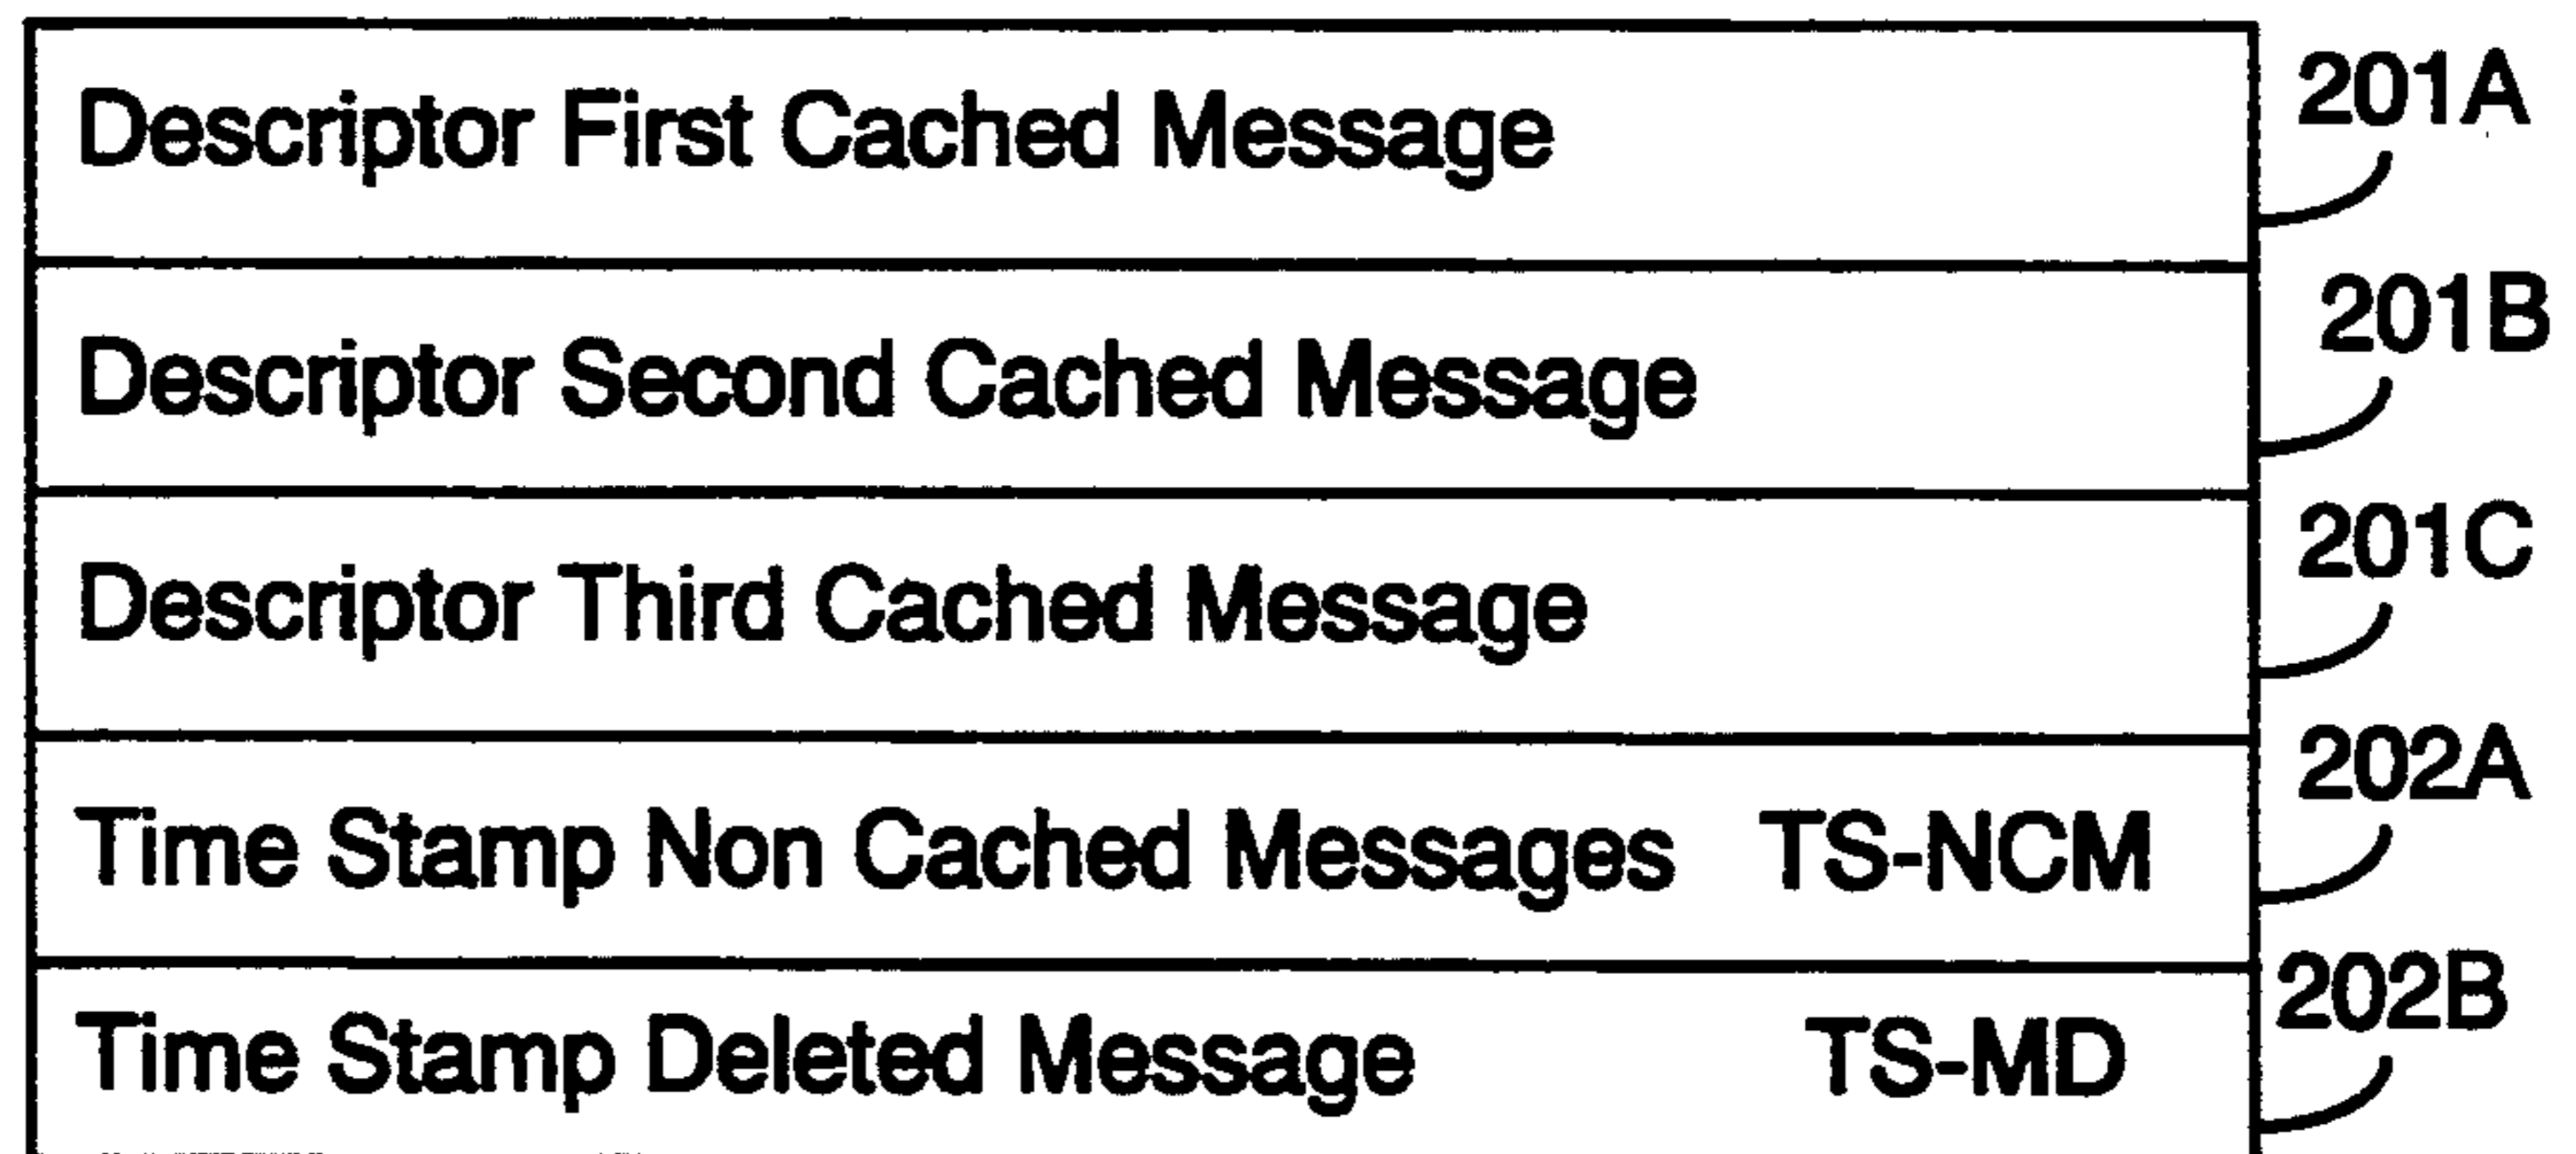 Descriptor First Cached Message 201A
Descriptor Second Cached Message 201B
Descriptor Third Cached Message 201C
Time Stamp Non Cached Messages TS-NCM 202A
Time Stamp Deleted Message TS-MD 202B